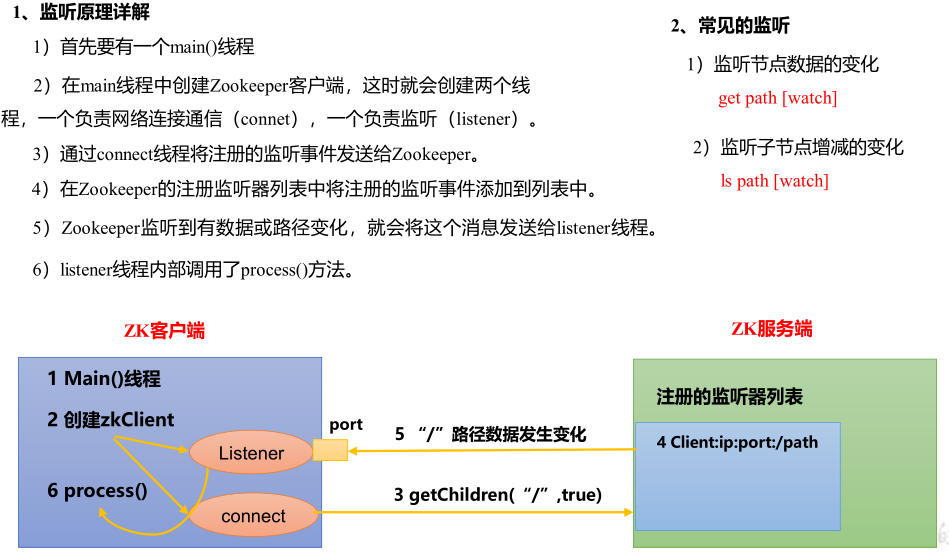 1、监听原理详解
1）首先要有一个main()线程
2）在main线程中创建Zookeeper客户端，这时就会创建两个线
程，一个负责网络连接通信（connet），一个负责监听（listener）。
3）通过connect线程将注册的监听事件发送给Zookeeper。
4）在Zookeeper的注册监听器列表中将注册的监听事件添加到列表中。
5）Zookeeper监听到有数据或路径变化，就会将这个消息发送给listener线程。
6）listener线程内部调用了process()方法。
2、常见的监听
1）监听节点数据的变化
get path [watch]
2）监听子节点增减的变化
ls path [watch]
ZK客户端
1 Main()线程
2 创建zkClient
Listener
6 process()
connect
port
5 “/”路径数据发生变化
3 getChildren(“/”,true)
ZK服务端
注册的监听器列表
4 Client:ip:port:/path